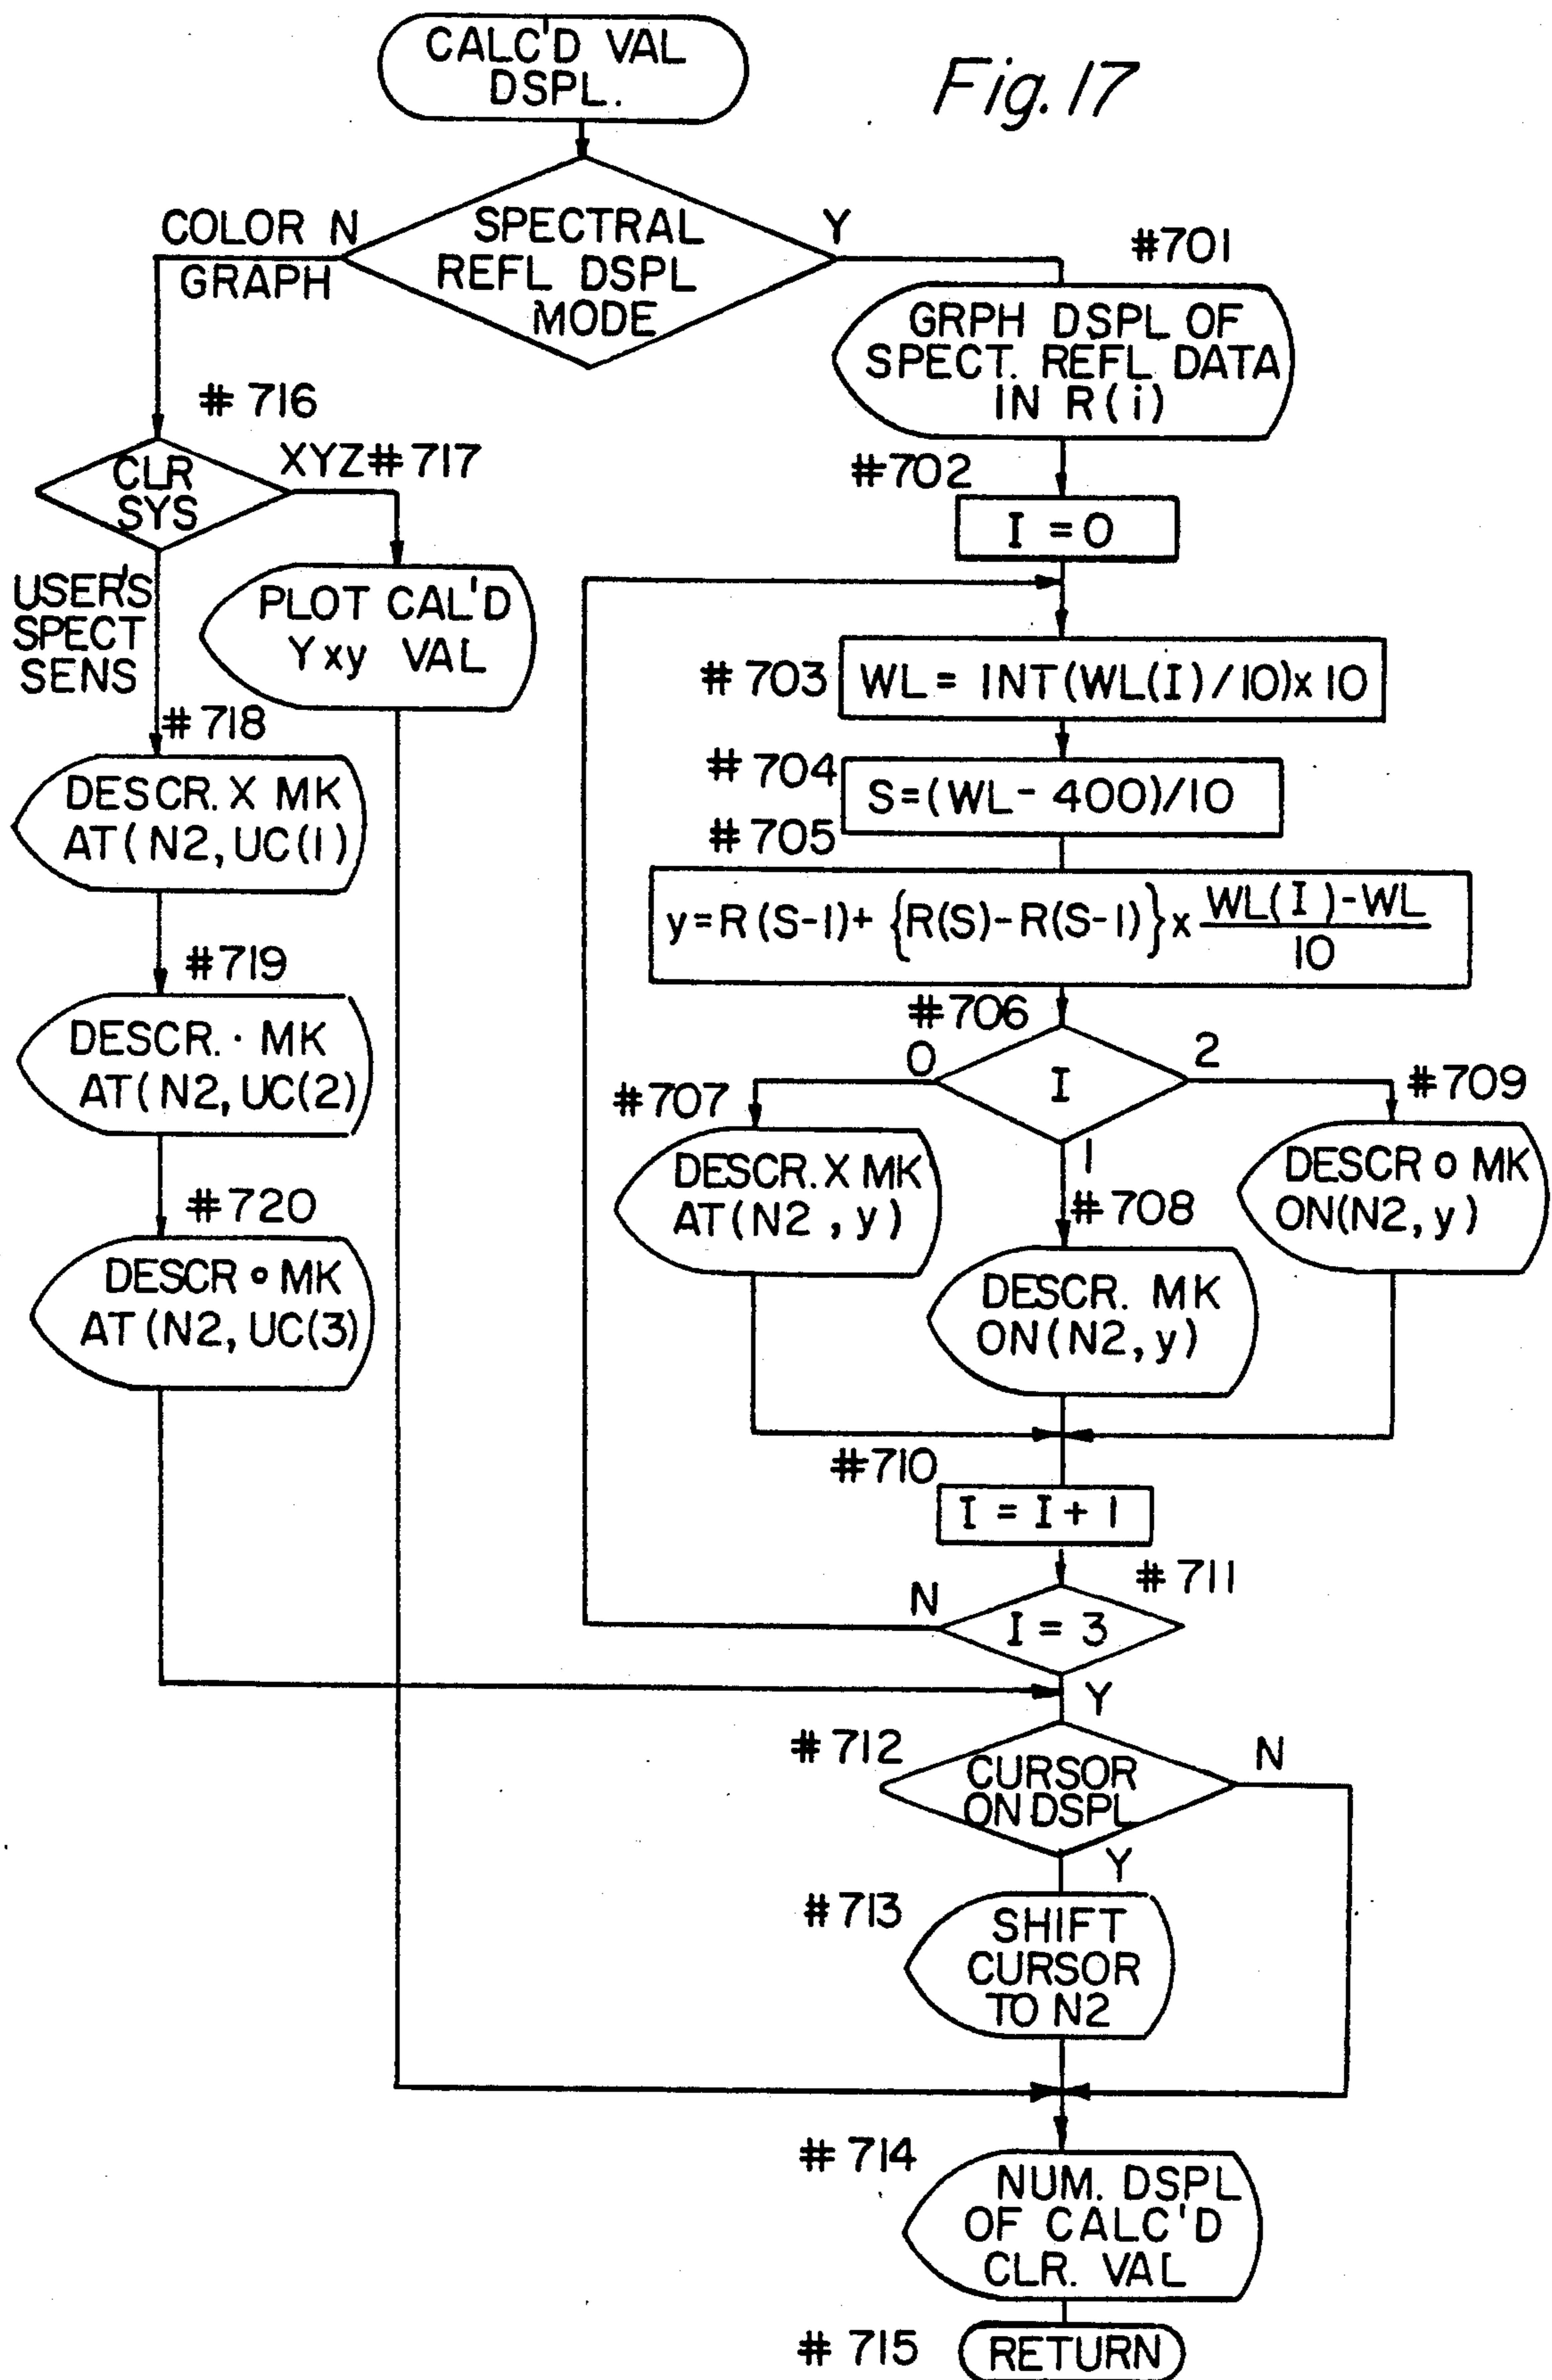 CALC'D VAL
DSPL.
Fig. 17
SPECTRAL
REFL DSPL
MODE
COLOR N
GRAPH
Y
#701
GRPH DSPL OF
SPECT. REFL DATA
IN R(i)
#716
CLR
SYS
XYZ #717
PLOT CAL'D
Yxy VAL
USER'S
SPECT
SENS
#702
I = 0
#703
WL = INT(WL(I)/10)x 10
#704
S=(WL- 400)/10
#705
y=R(S-1)+ {R(S)-R(S-1)}x WL(I)-WL
10
#718
DESCR. X MK
AT(N2, UC(1)
#719
DESCR. · MK
AT(N2, UC(2)
#720
DESCR o MK
AT(N2, UC(3)
#706
0
I
2
1
#707
DESCR. X MK
AT(N2, y)
#708
DESCR. MK
ON(N2, y)
#709
DESCR o MK
ON(N2, y)
#710
I = I + 1
#711
N
I = 3
Y
#712
CURSOR
ON DSPL
N
Y
#713
SHIFT
CURSOR
TO N2
#714
NUM. DSPL
OF CALC'D
CLR. VAL
#715
RETURN